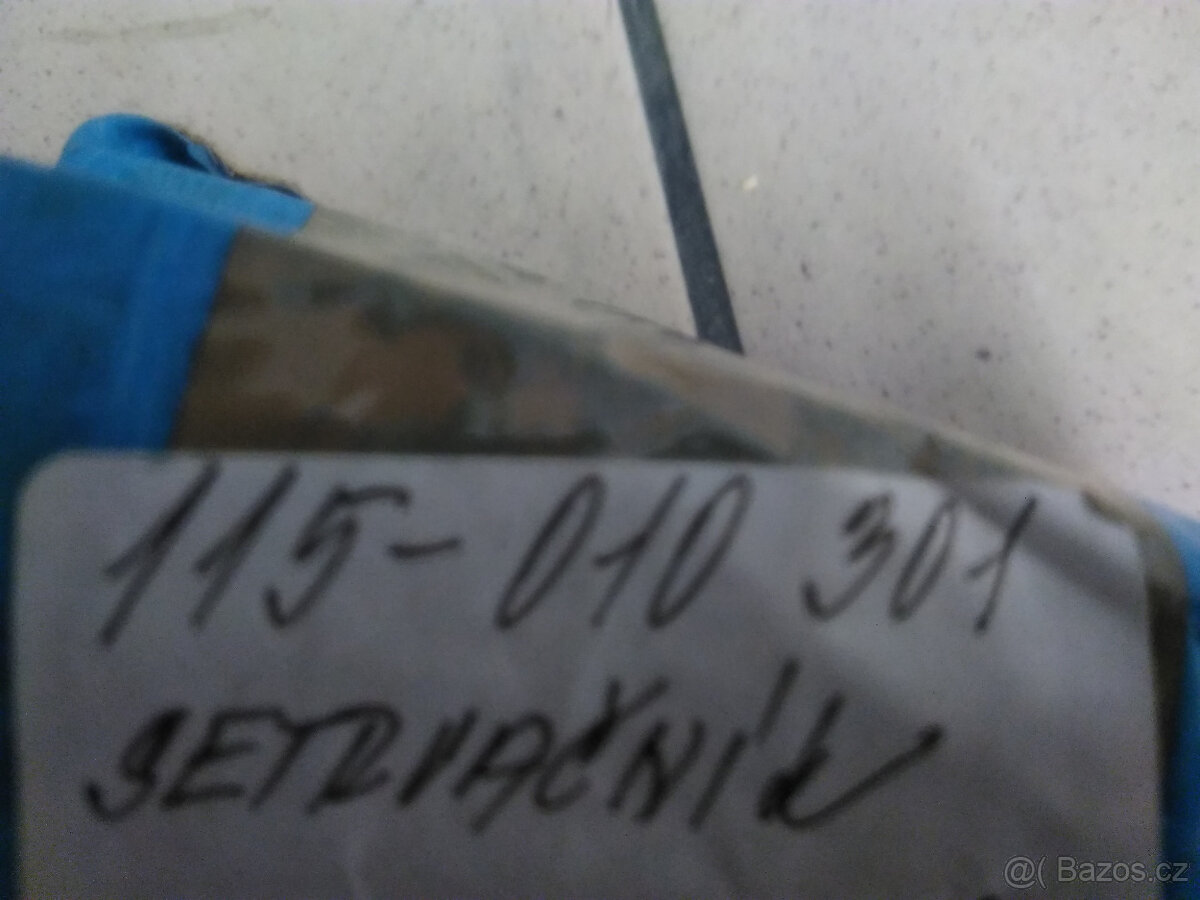 115-010 301
SETRVAČNÍk
@( Bazos.cz